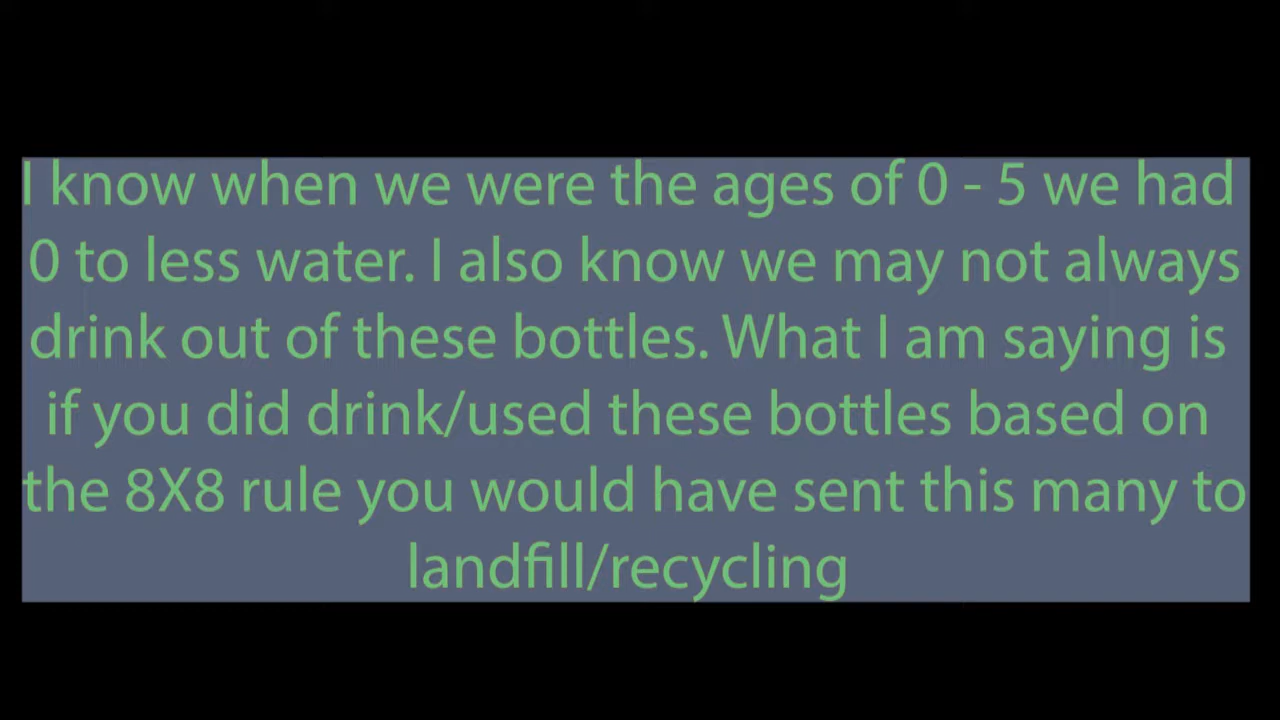 I know when we were the ages of 0 - 5 we had
0 to less water. I also know we may not always
drink out of these bottles. What I am saying is
if you did drink/used these bottles based on
the 8X8 rule you would have sent this many to
landfill/recycling